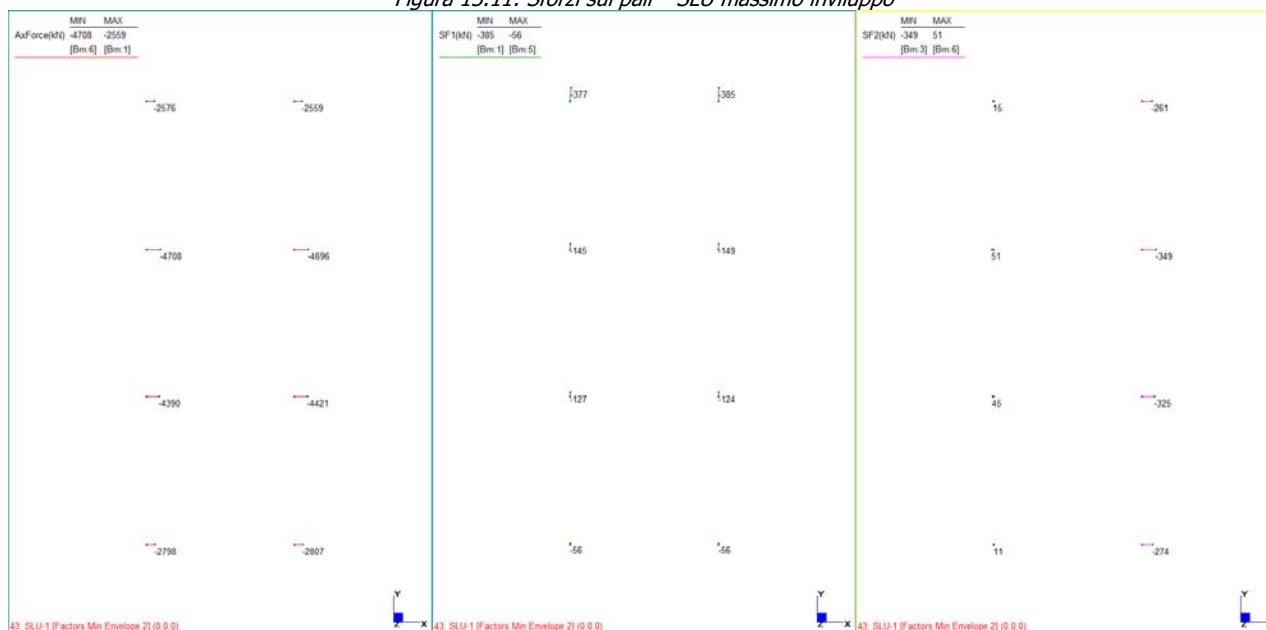 Figura 15.11: Sforzi sui pali – SLU massimo inviluppo
MIN MAX
AxForce(kN) -4708 -2559
[Bm:6] [Bm:1]
-2576 -2559
-4708 -4696
-4390 -4421
-2798 -2807
Y
Z X
43: SLU-1 [Factors Min Envelope 2] (0.0.0)
MIN MAX
SF1(kN) -385 -56
[Bm:1] [Bm:5]
-377 -385
-145 -149
-127 -124
-56 -56
Y
Z X
43: SLU-1 [Factors Min Envelope 2] (0.0.0)
MIN MAX
SF2(kN) -349 51
[Bm:3] [Bm:6]
15 -261
51 -349
45 -325
11 -274
Y
Z X
43: SLU-1 [Factors Min Envelope 2] (0.0.0)